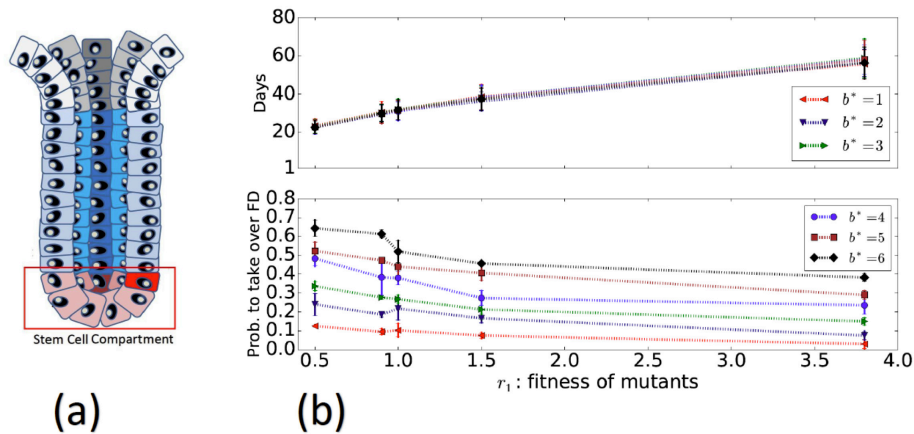 Stem Cell Compartment
(a)
80
60
40
20
1
Days
b* = 1
b* = 2
b* = 3
0.8
0.7
0.6
0.5
0.4
0.3
0.2
0.1
0.0
Prob. to take over FD
b* = 4
b* = 5
b* = 6
0.5 1.0 1.5 2.0 2.5 3.0 3.5 4.0
r₁: fitness of mutants
(b)